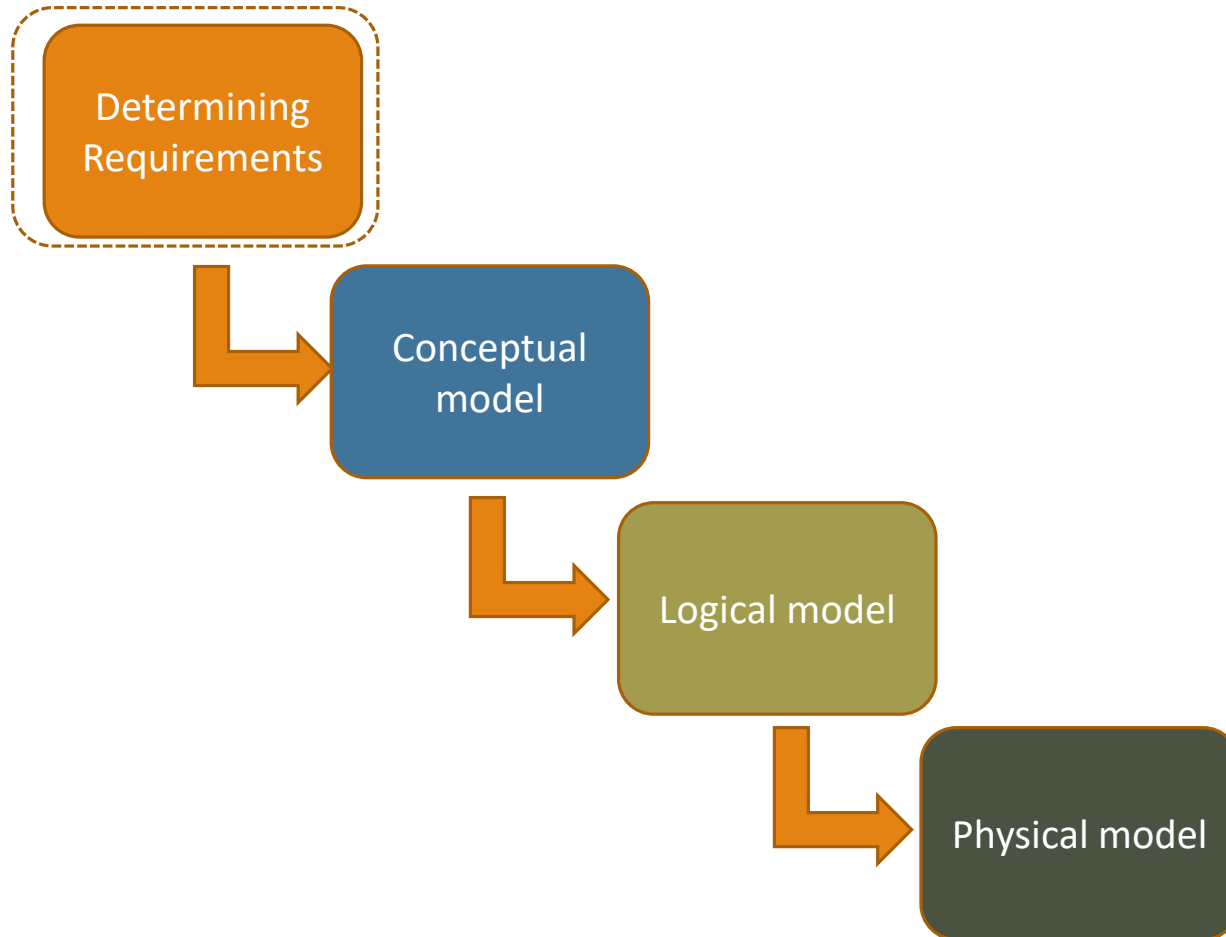 Determining
Requirements
Conceptual
model
Logical model
Physical model